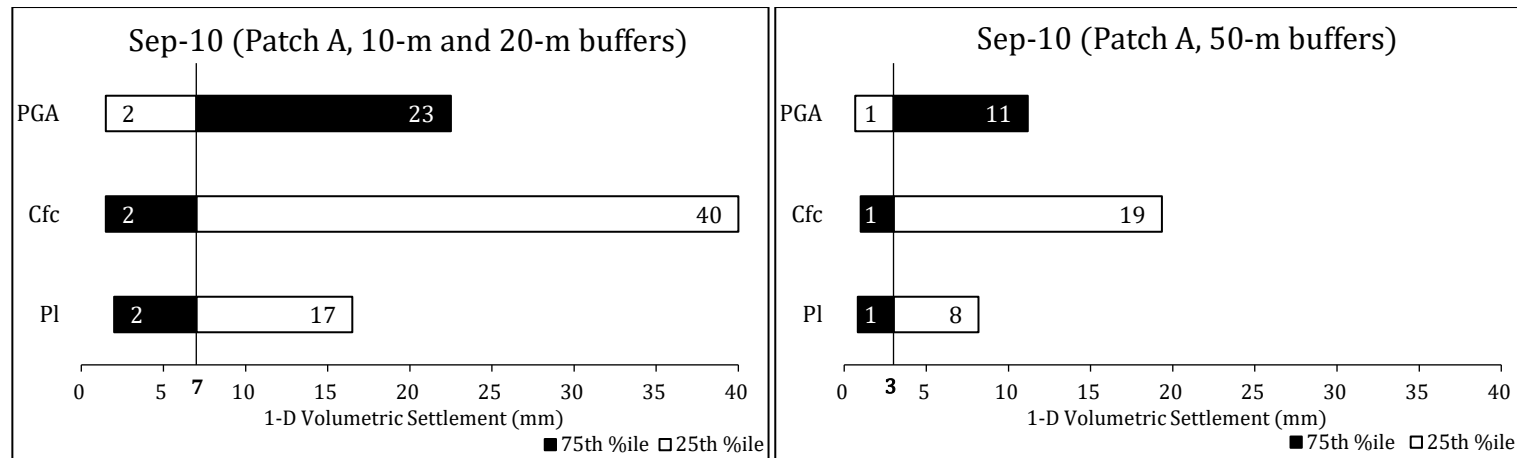 Sep-10 (Patch A, 10-m and 20-m buffers)
PGA 2 23
Cfc 2 40
Pl 2 17
0 5 7 10 15 20 25 30 35 40
1-D Volumetric Settlement (mm)
75th %ile 25th %ile
Sep-10 (Patch A, 50-m buffers)
PGA 1 11
Cfc 1 19
Pl 1 8
0 3 5 10 15 20 25 30 35 40
1-D Volumetric Settlement (mm)
75th %ile 25th %ile